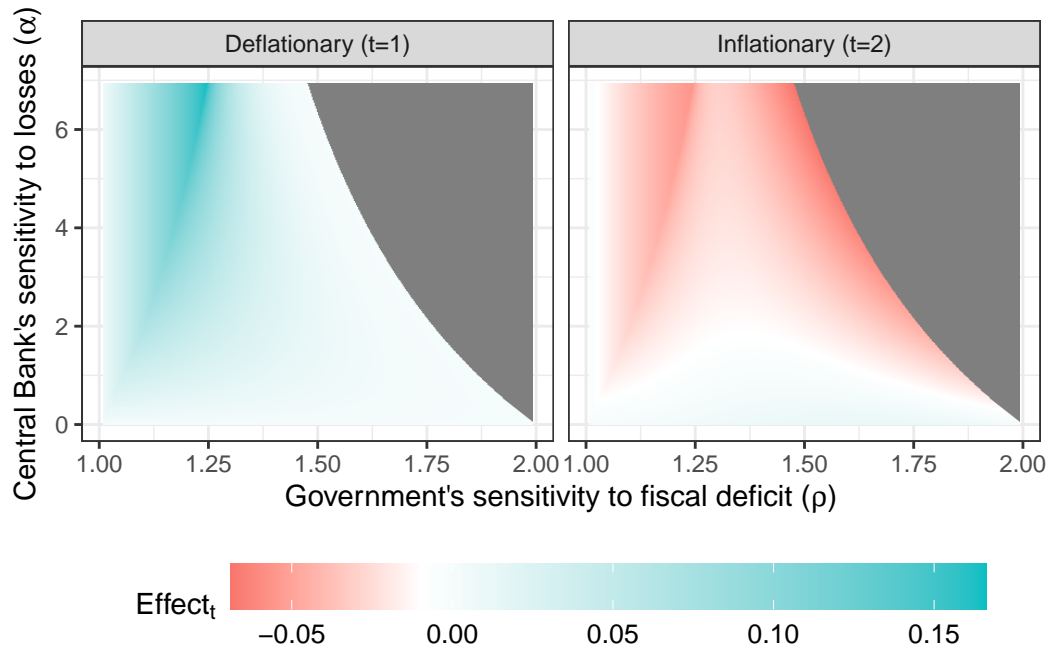 Central Bank's sensitivity to losses (α)
Deflationary (t=1)
Inflationary (t=2)
6
4
2
0
1.00 1.25 1.50 1.75 2.00
1.00 1.25 1.50 1.75 2.00
Government's sensitivity to fiscal deficit (ρ)
Effectt
−0.05 0.00 0.05 0.10 0.15